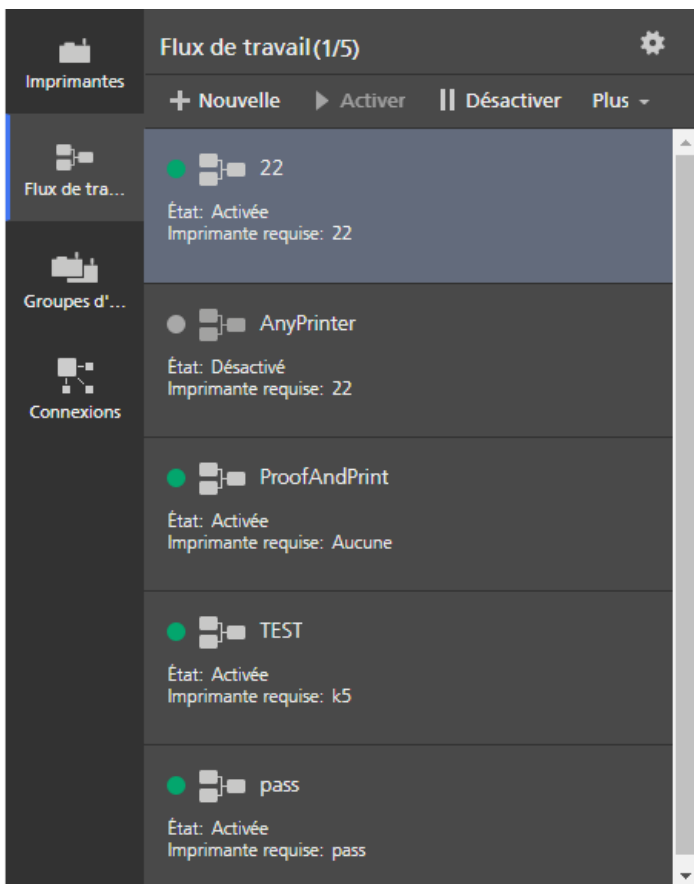 Imprimantes
Flux de tra...
Groupes d'...
Connexions
Flux de travail(1/5)
+ Nouvelle Activer Désactiver Plus
22
État: Activée
Imprimante requise: 22
AnyPrinter
État: Désactivé
Imprimante requise: 22
ProofAndPrint
État: Activée
Imprimante requise: Aucune
TEST
État: Activée
Imprimante requise: k5
pass
État: Activée
Imprimante requise: pass